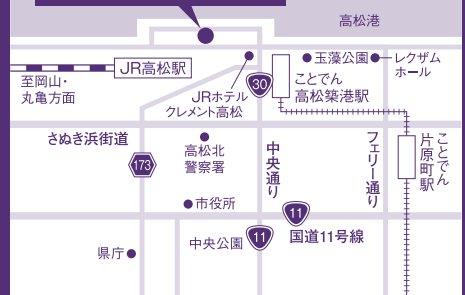 高松港
玉藻公園
レクザム
ホール
JR高松駅
30
ことでん
高松築港駅
至岡山・
丸亀方面
JRホテル
クレメント高松
さぬき浜街道
高松北
警察署
中央通り
フェリー通り
ことでん
片原町駅
173
市役所
11
国道11号線
中央公園
11
県庁